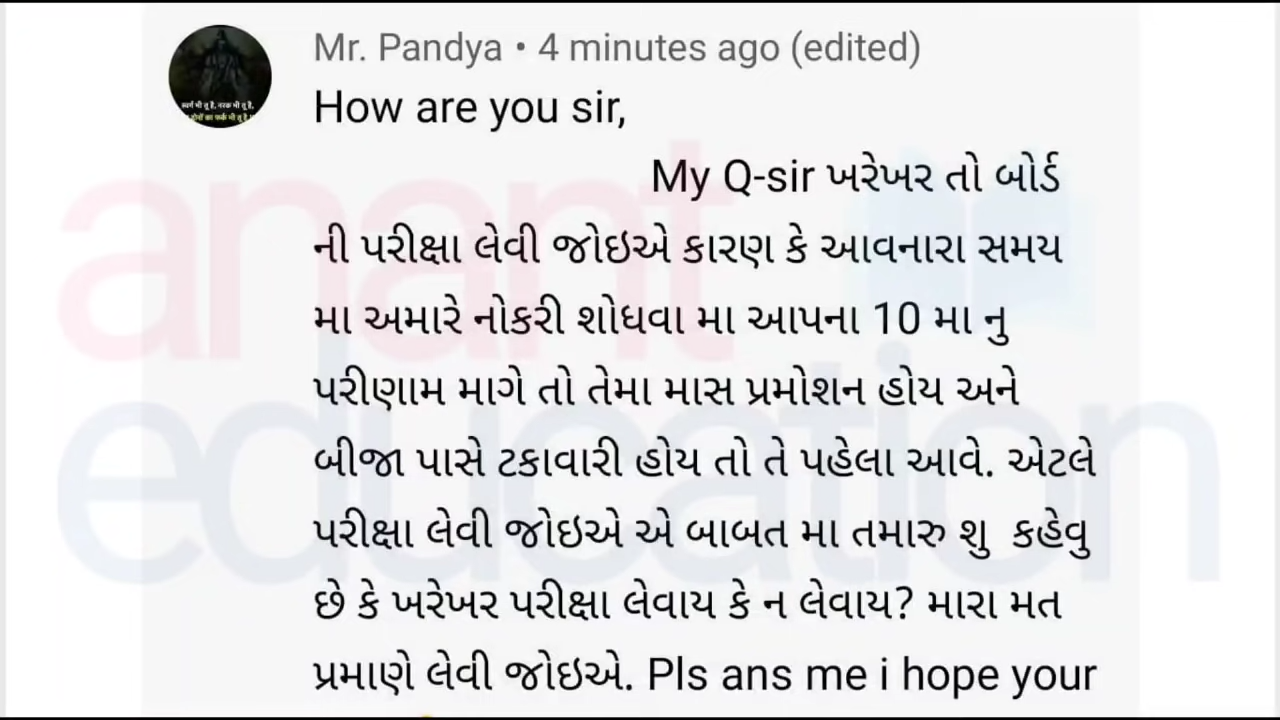 Mr. Pandya • 4 minutes ago (edited)
How are you sir,
My Q-sir ખરેખર તો બોર્ડ
ની પરીક્ષા લેવી જોઇએ કારણ કે આવનારા સમય
મા અમારે નોકરી શોધવા મા આપના 10 મા નુ
પરીણામ માગે તો તેમા માસ પ્રમોશન હોય અને
બીજા પાસે ટકાવારી હોય તો તે પહેલા આવે. એટલે
પરીક્ષા લેવી જોઇએ એ બાબત મા તમારુ શુ કહેવુ
છે કે ખરેખર પરીક્ષા લેવાય કે ન લેવાય? મારા મત
પ્રમાણે લેવી જોઇએ. Pls ans me i hope your
anant
education